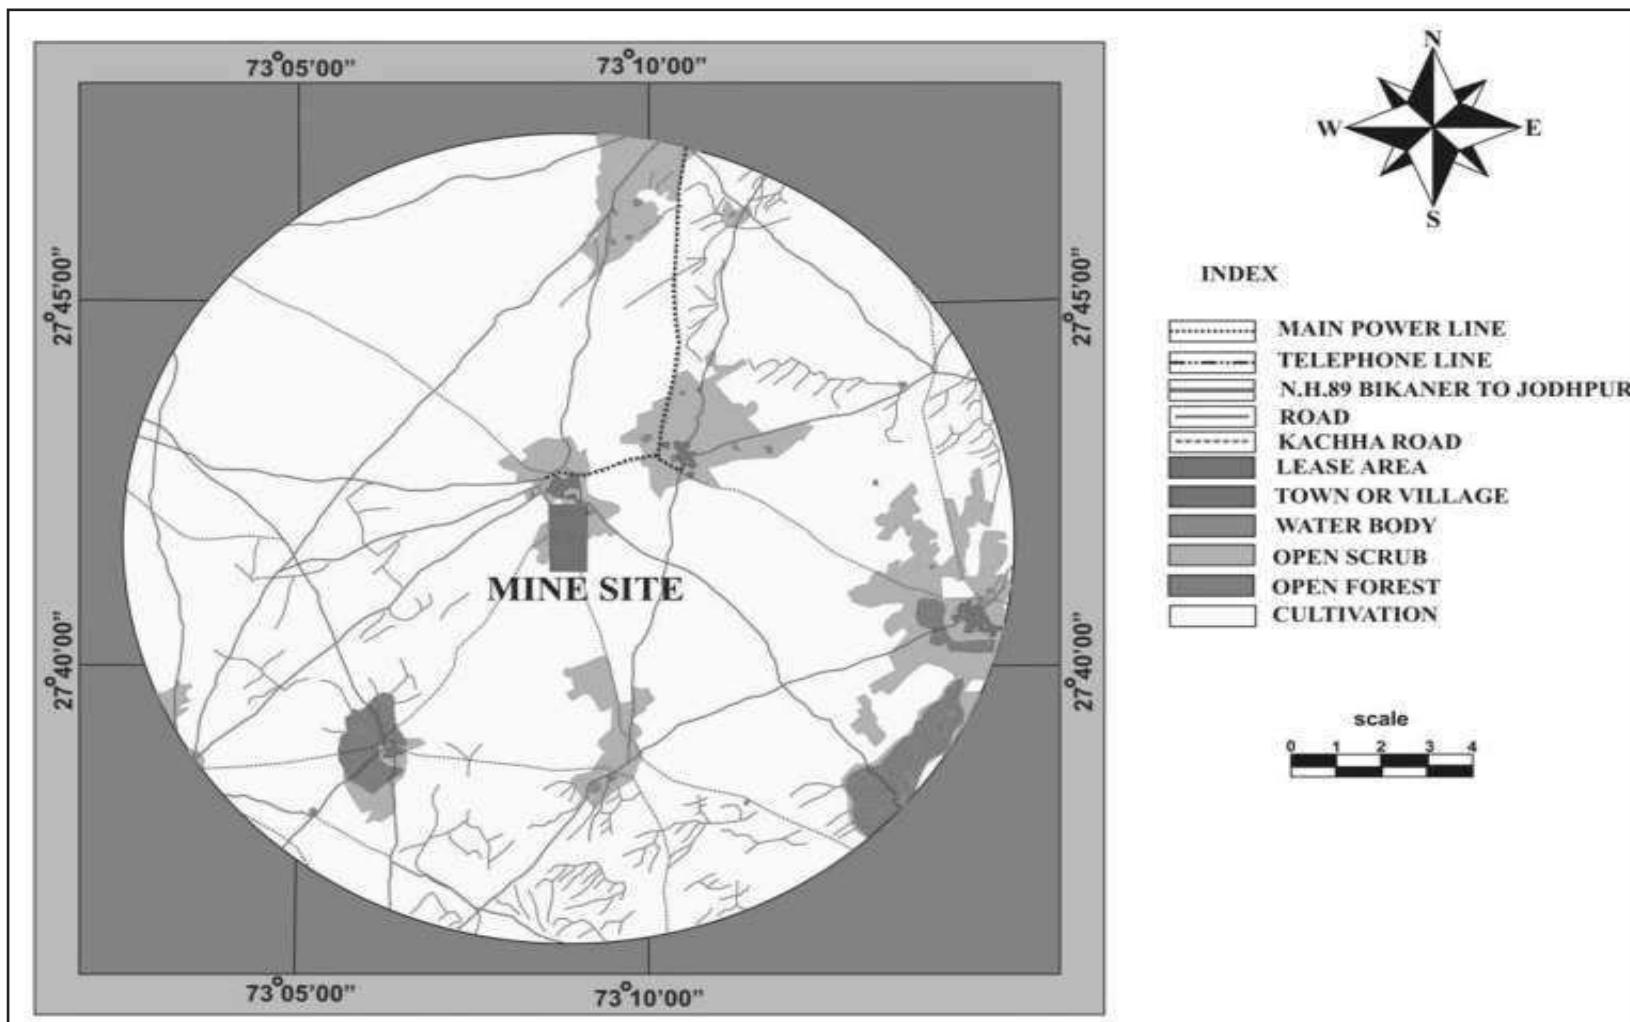 73°05'00"
73°10'00"
N
W
E
S
27°45'00"
27°45'00"
INDEX
MAIN POWER LINE
TELEPHONE LINE
N.H.89 BIKANER TO JODHPUR
ROAD
KACHHA ROAD
LEASE AREA
TOWN OR VILLAGE
WATER BODY
OPEN SCRUB
OPEN FOREST
CULTIVATION
MINE SITE
27°40'00"
27°40'00"
scale
0 1 2 3 4
73°05'00"
73°10'00"